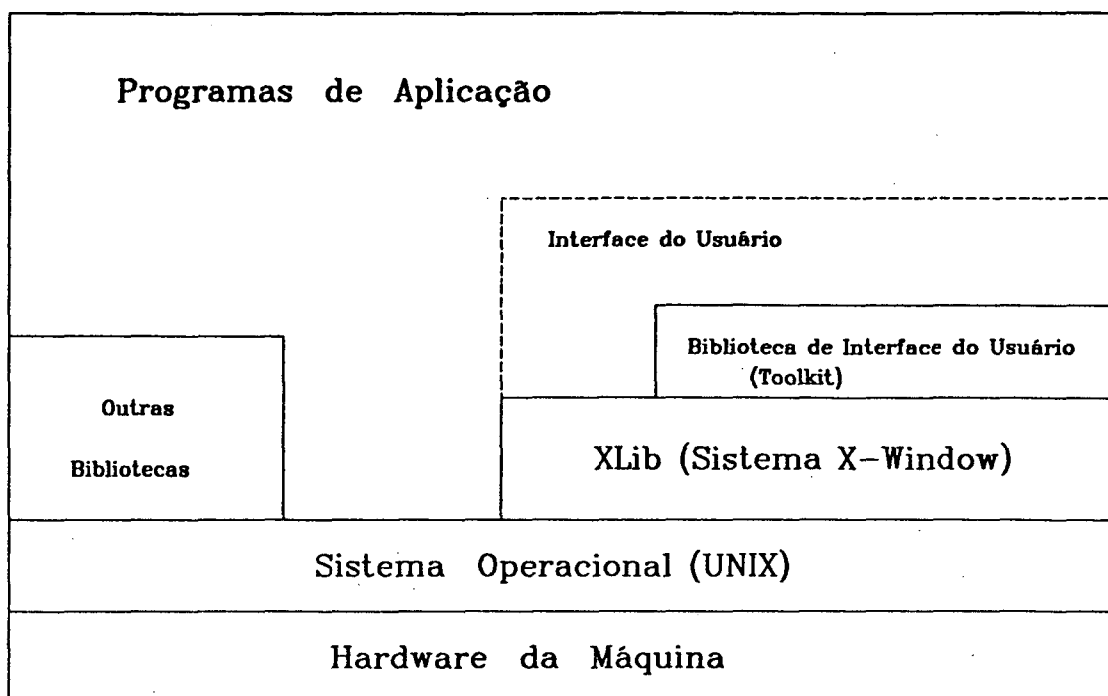 Programas de Aplicação
Interface do Usuário
Biblioteca de Interface do Usuário
(Toolkit)
Outras
Bibliotecas
XLib (Sistema X-Window)
Sistema Operacional (UNIX)
Hardware da Máquina